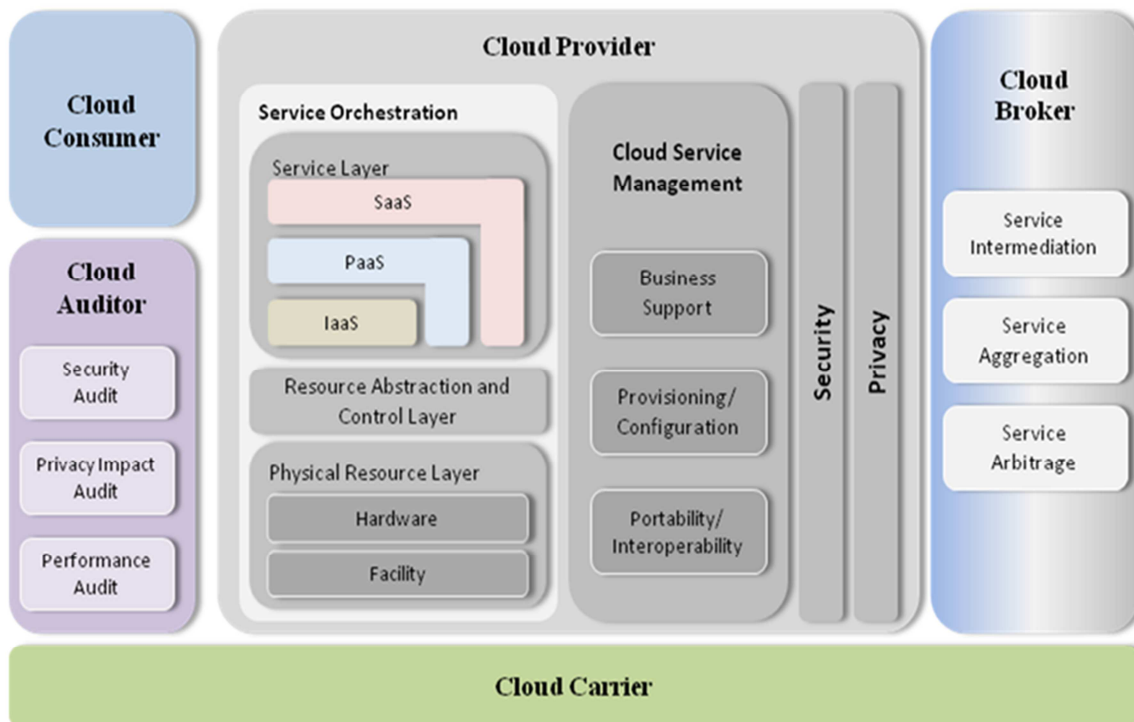 Cloud
Consumer
Cloud
Auditor
Security
Audit
Privacy Impact
Audit
Performance
Audit
Cloud Provider
Service Orchestration
Service Layer
SaaS
PaaS
IaaS
Resource Abstraction and
Control Layer
Physical Resource Layer
Hardware
Facility
Cloud Service
Management
Business
Support
Provisioning/
Configuration
Portability/
Interoperability
Security
Privacy
Cloud
Broker
Service
Intermediation
Service
Aggregation
Service
Arbitrage
Cloud Carrier